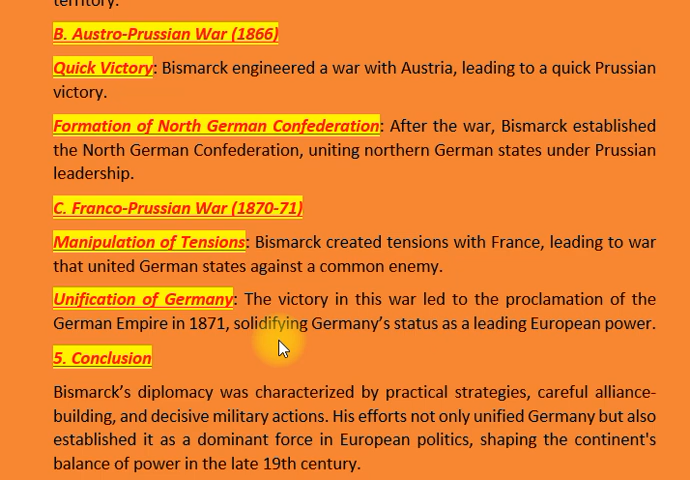 territory.
B. Austro-Prussian War (1866)
Quick Victory: Bismarck engineered a war with Austria, leading to a quick Prussian
victory.
Formation of North German Confederation: After the war, Bismarck established
the North German Confederation, uniting northern German states under Prussian
leadership.
C. Franco-Prussian War (1870-71)
Manipulation of Tensions: Bismarck created tensions with France, leading to war
that united German states against a common enemy.
Unification of Germany: The victory in this war led to the proclamation of the
German Empire in 1871, solidifying Germany’s status as a leading European power.
5. Conclusion
Bismarck’s diplomacy was characterized by practical strategies, careful alliance-
building, and decisive military actions. His efforts not only unified Germany but also
established it as a dominant force in European politics, shaping the continent's
balance of power in the late 19th century.